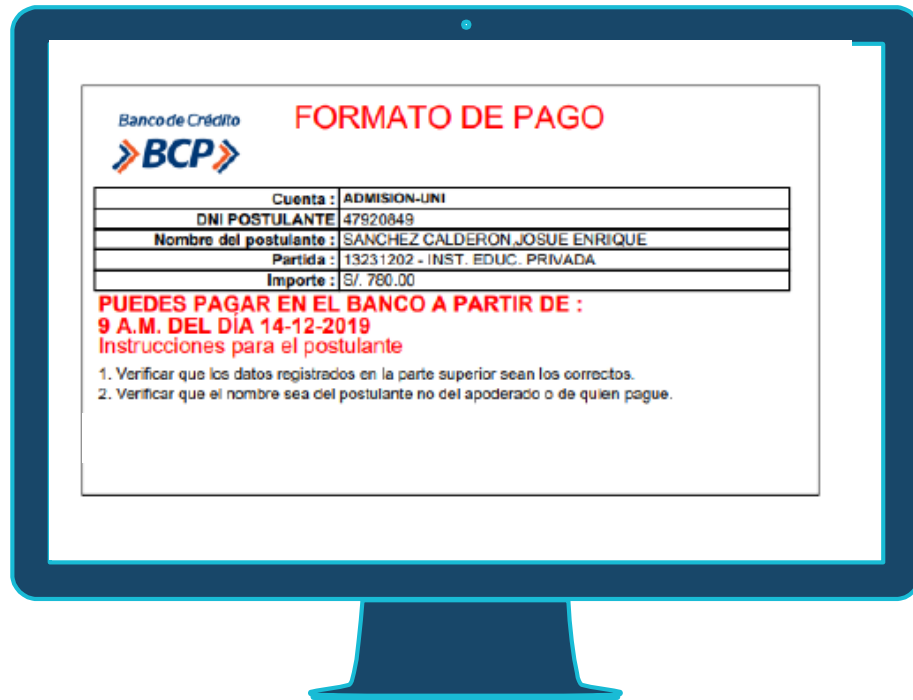 Banco de Crédito
BCP
FORMATO DE PAGO
Cuenta : ADMISION-UNI
DNI POSTULANTE 47920849
Nombre del postulante : SANCHEZ CALDERON,JOSUE ENRIQUE
Partida : 13231202 - INST. EDUC. PRIVADA
Importe : S/. 780.00
PUEDES PAGAR EN EL BANCO A PARTIR DE :
9 A.M. DEL DÍA 14-12-2019
Instrucciones para el postulante
1. Verificar que los datos registrados en la parte superior sean los correctos.
2. Verificar que el nombre sea del postulante no del apoderado o de quien pague.